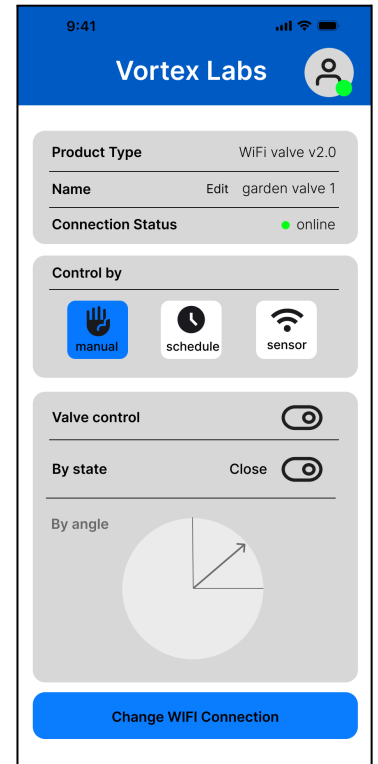 9:41
Vortex Labs
Product Type WiFi valve v2.0
Name Edit garden valve 1
Connection Status online
Control by
manual schedule sensor
Valve control
By state Close
By angle
Change WIFI Connection